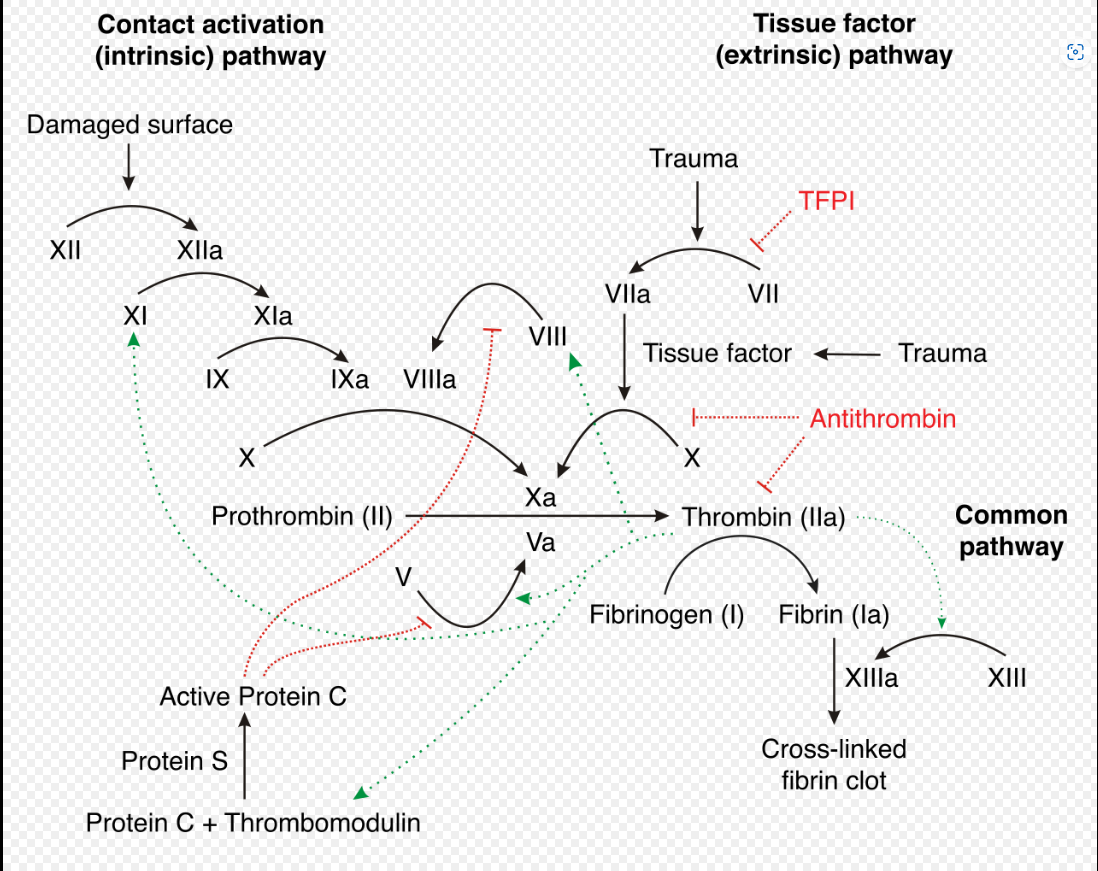 Contact activation
(intrinsic) pathway
Tissue factor
(extrinsic) pathway
Damaged surface
Trauma
TFPI
XII
XIIa
VIIa
VII
XI
XIa
VIII
Tissue factor
Trauma
IX
IXa
VIIIa
Antithrombin
X
X
Xa
Prothrombin (II)
Thrombin (IIa)
Common
pathway
Va
V
Fibrinogen (I)
Fibrin (Ia)
XIIIa
XIII
Active Protein C
Cross-linked
fibrin clot
Protein S
Protein C + Thrombomodulin